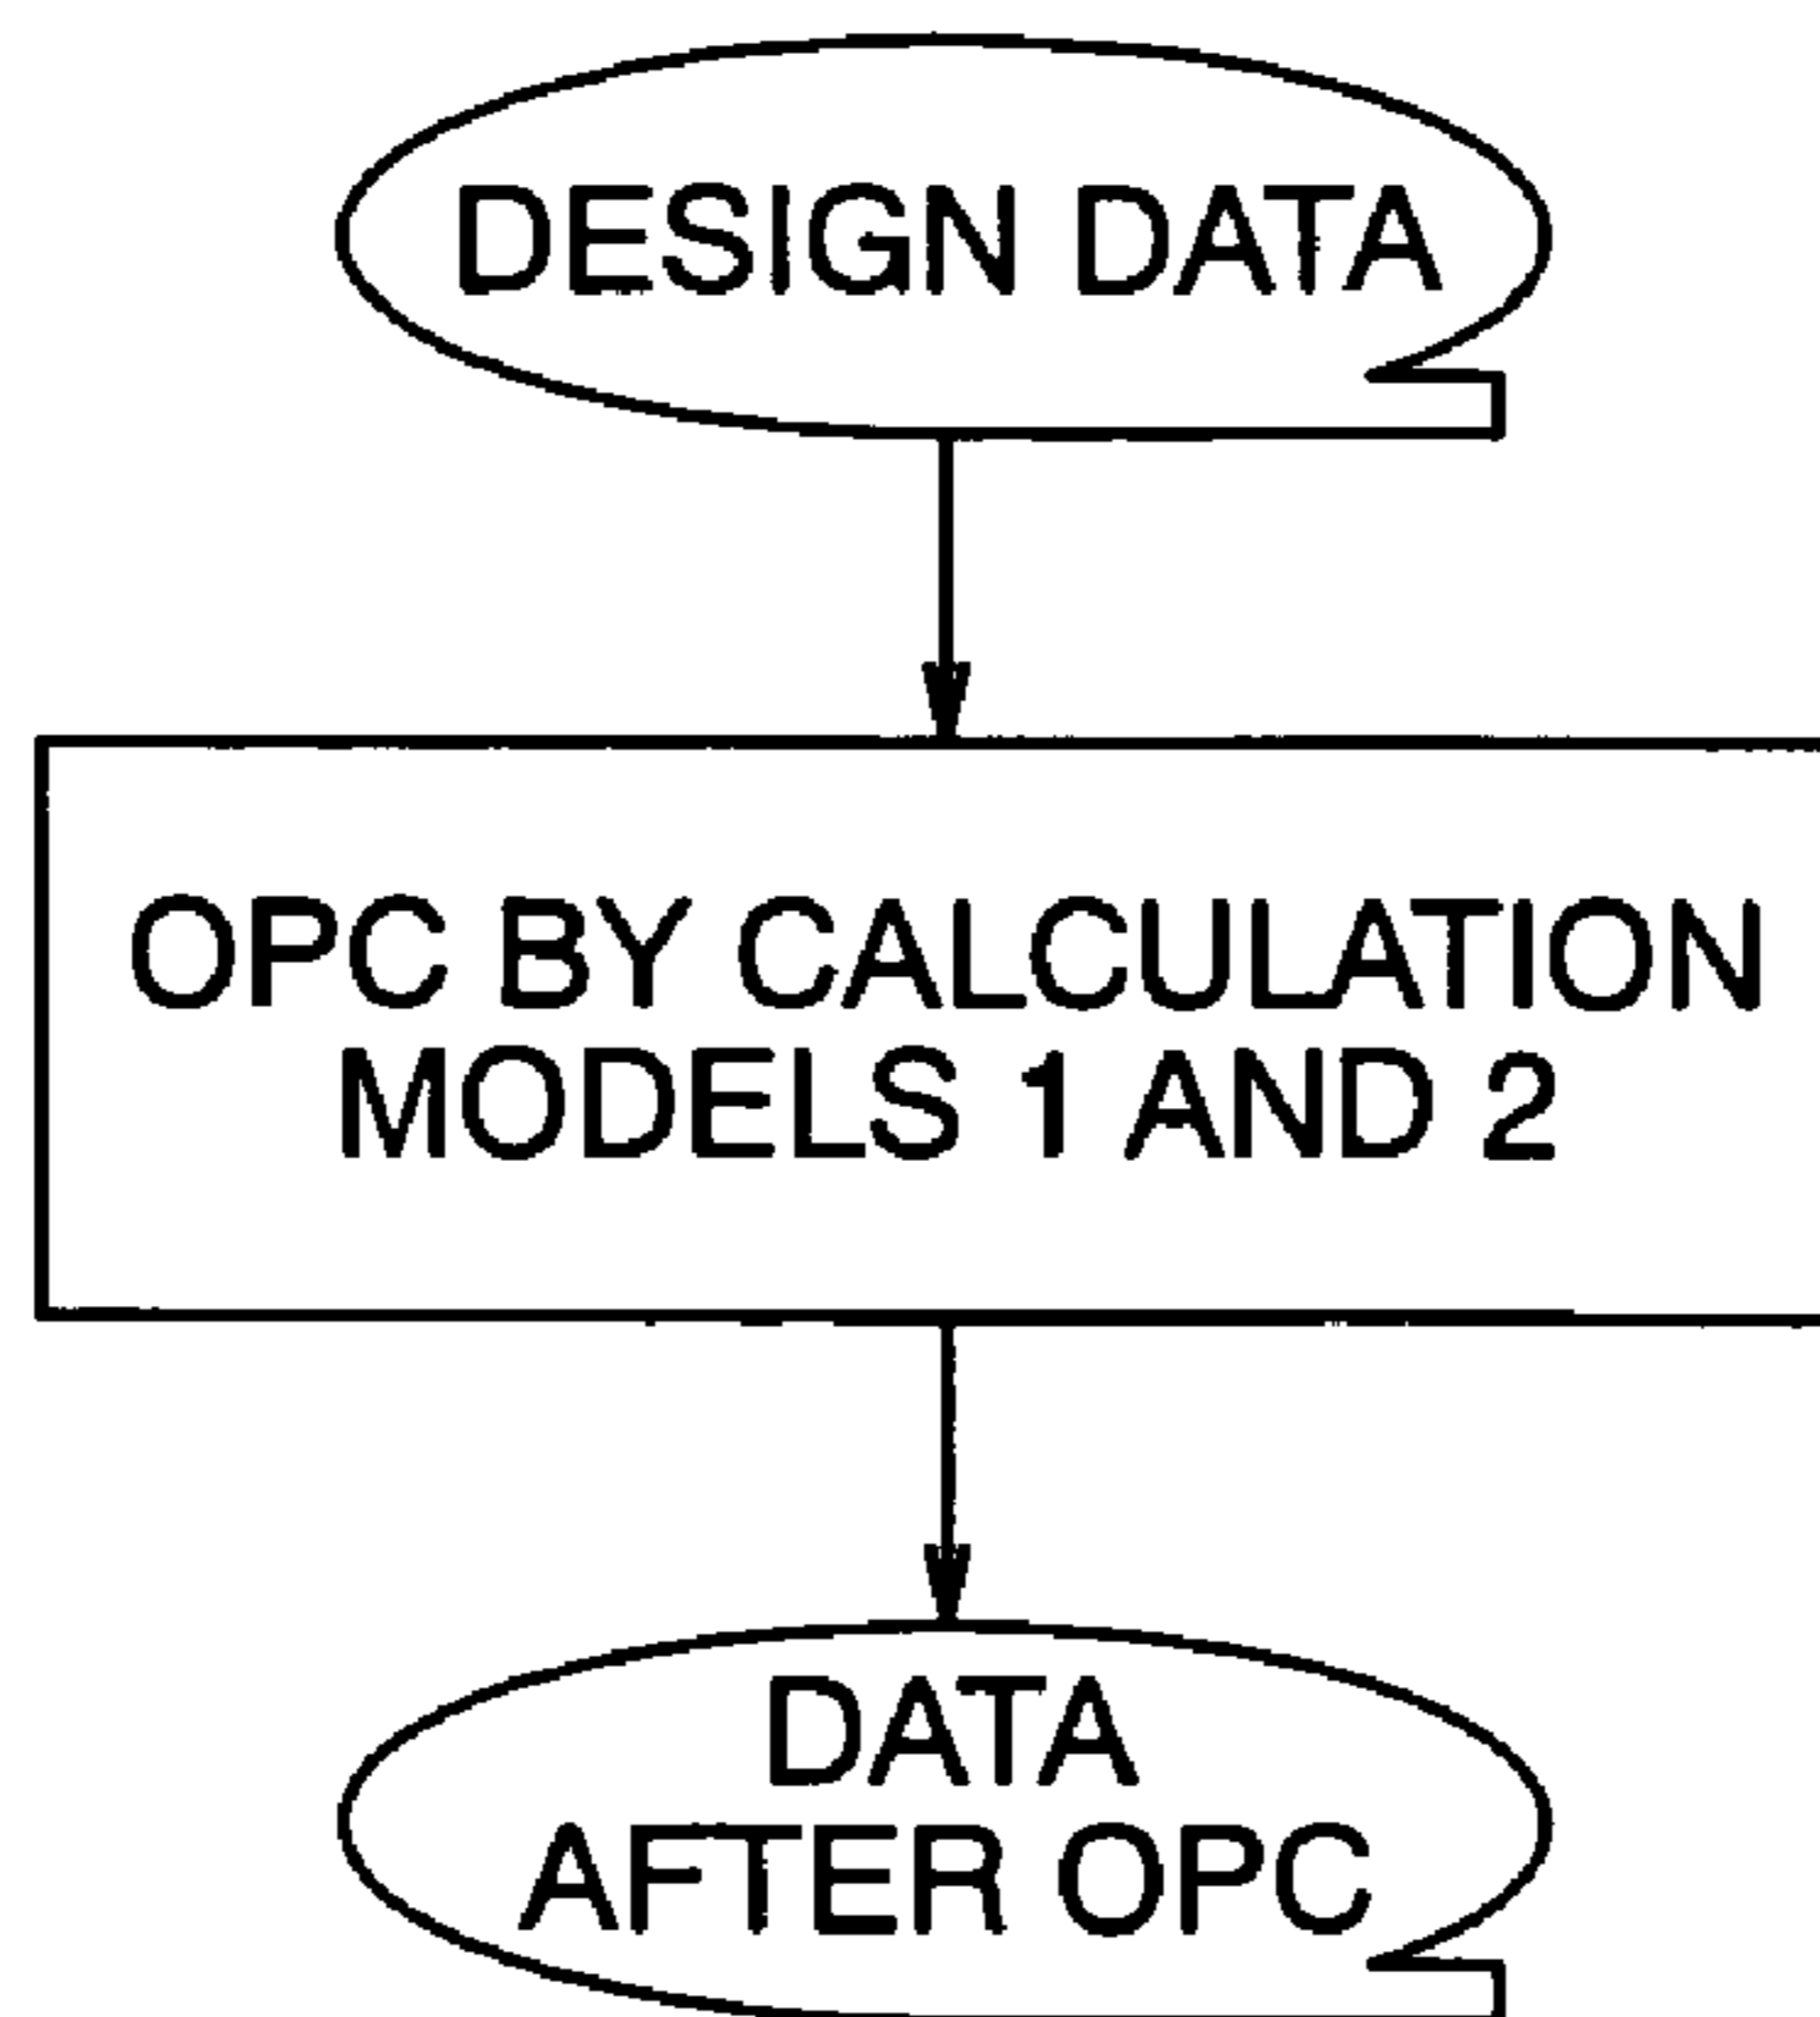 DESIGN DATA
OPC BY CALCULATION
MODELS 1 AND 2
DATA
AFTER OPC